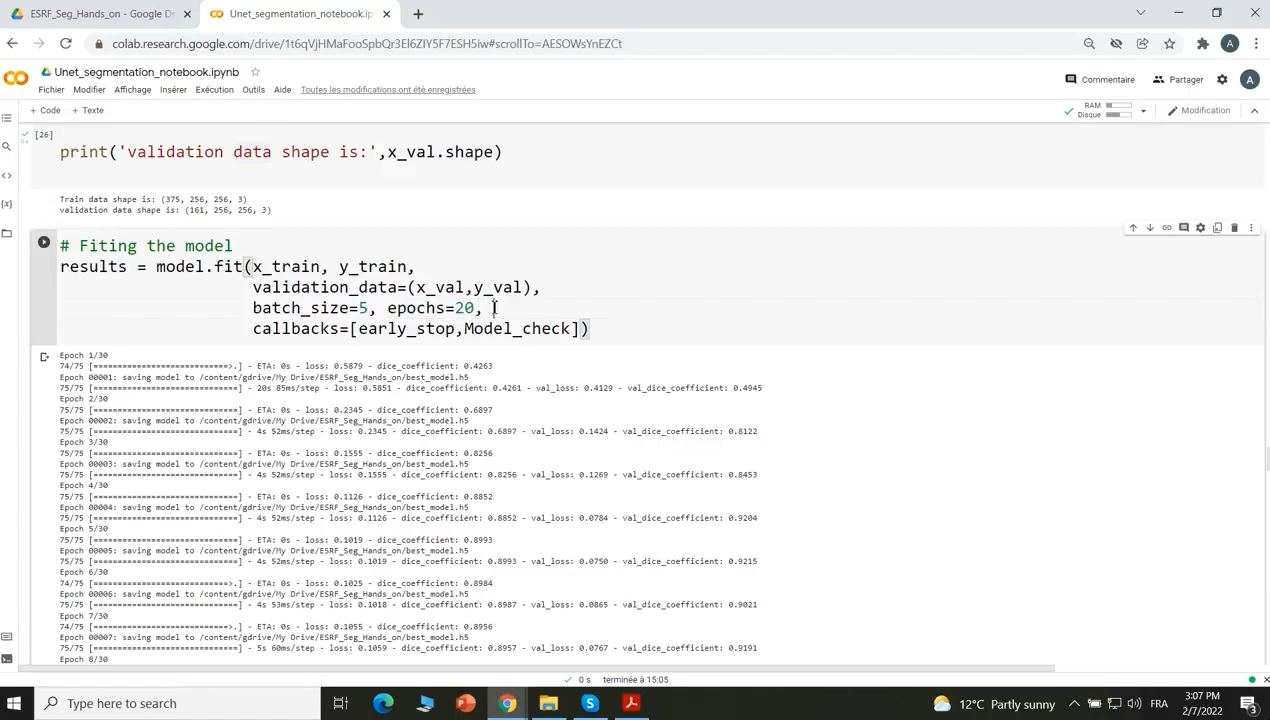 ESRF_Seg_Hands_on - Google Dri
Unet_segmentation_notebook.ipyn
colab.research.google.com/drive/1t6qVjHMaFooSpbQr3El6ZIY5F7ESH5iw#scrollTo=AESOWsYnEZCt
A
Unet_segmentation_notebook.ipynb
Commentaire
Partager
A
Fichier Modifier Affichage Insérer Exécution Outils Aide Toutes les modifications ont été enregistrées
+ Code + Texte
RAM
Disque
Modification
[26]
print('validation data shape is:',x_val.shape)
Train data shape is: (375, 256, 256, 3)
validation data shape is: (161, 256, 256, 3)
# Fiting the model
results = model.fit(x_train, y_train,
validation_data=(x_val,y_val),
batch_size=5, epochs=20,
callbacks=[early_stop,Model_check])
Epoch 1/30
74/75 [============================>.] - ETA: 0s - loss: 0.5879 - dice_coefficient: 0.4263
Epoch 00001: saving model to /content/gdrive/My Drive/ESRF_Seg_Hands_on/best_model.h5
75/75 [==============================] - 20s 85ms/step - loss: 0.5851 - dice_coefficient: 0.4261 - val_loss: 0.4129 - val_dice_coefficient: 0.4945
Epoch 2/30
75/75 [==============================] - ETA: 0s - loss: 0.2345 - dice_coefficient: 0.6897
Epoch 00002: saving model to /content/gdrive/My Drive/ESRF_Seg_Hands_on/best_model.h5
75/75 [==============================] - 4s 52ms/step - loss: 0.2345 - dice_coefficient: 0.6897 - val_loss: 0.1424 - val_dice_coefficient: 0.8122
Epoch 3/30
75/75 [==============================] - ETA: 0s - loss: 0.1555 - dice_coefficient: 0.8256
Epoch 00003: saving model to /content/gdrive/My Drive/ESRF_Seg_Hands_on/best_model.h5
75/75 [==============================] - 4s 52ms/step - loss: 0.1555 - dice_coefficient: 0.8256 - val_loss: 0.1269 - val_dice_coefficient: 0.8453
Epoch 4/30
75/75 [==============================] - ETA: 0s - loss: 0.1126 - dice_coefficient: 0.8852
Epoch 00004: saving model to /content/gdrive/My Drive/ESRF_Seg_Hands_on/best_model.h5
75/75 [==============================] - 4s 52ms/step - loss: 0.1126 - dice_coefficient: 0.8852 - val_loss: 0.0784 - val_dice_coefficient: 0.9204
Epoch 5/30
75/75 [==============================] - ETA: 0s - loss: 0.1019 - dice_coefficient: 0.8993
Epoch 00005: saving model to /content/gdrive/My Drive/ESRF_Seg_Hands_on/best_model.h5
75/75 [==============================] - 4s 52ms/step - loss: 0.1019 - dice_coefficient: 0.8993 - val_loss: 0.0750 - val_dice_coefficient: 0.9215
Epoch 6/30
74/75 [============================>.] - ETA: 0s - loss: 0.1025 - dice_coefficient: 0.8984
Epoch 00006: saving model to /content/gdrive/My Drive/ESRF_Seg_Hands_on/best_model.h5
75/75 [==============================] - 4s 53ms/step - loss: 0.1018 - dice_coefficient: 0.8987 - val_loss: 0.0865 - val_dice_coefficient: 0.9021
Epoch 7/30
74/75 [============================>.] - ETA: 0s - loss: 0.1055 - dice_coefficient: 0.8956
Epoch 00007: saving model to /content/gdrive/My Drive/ESRF_Seg_Hands_on/best_model.h5
75/75 [==============================] - 5s 60ms/step - loss: 0.1059 - dice_coefficient: 0.8957 - val_loss: 0.0767 - val_dice_coefficient: 0.9191
Epoch 8/30
0 s terminée à 15:05
Type here to search
12°C Partly sunny
FRA
3:07 PM
2/7/2022
3